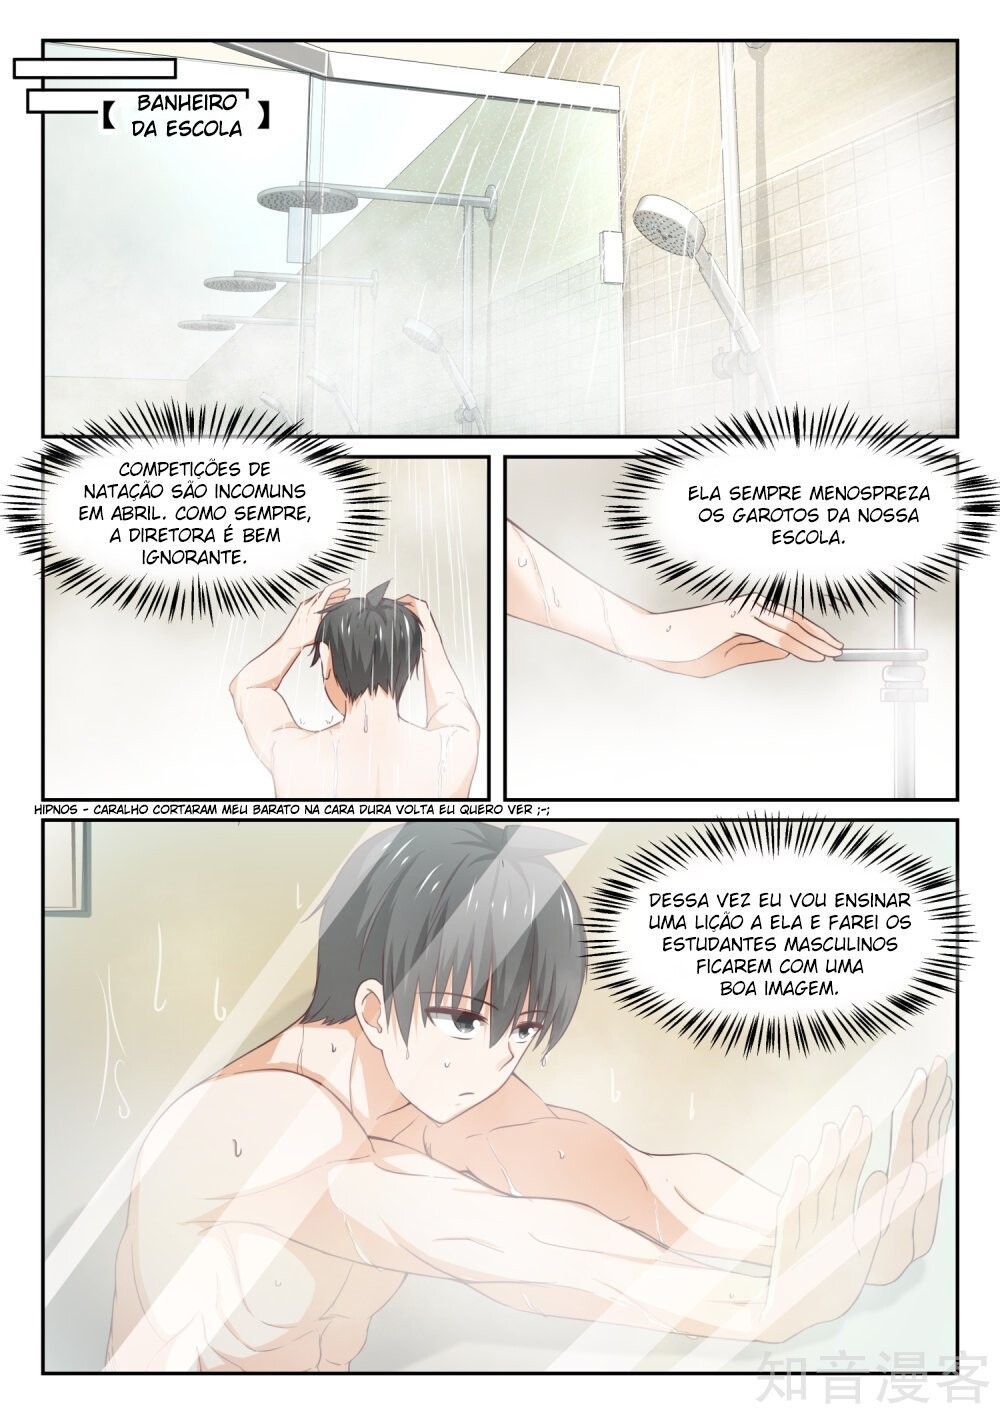 【 BANHEIRO
DA ESCOLA 】
COMPETIÇÕES DE
NATAÇÃO SÃO INCOMUNS
EM ABRIL. COMO SEMPRE,
A DIRETORA É BEM
IGNORANTE.
ELA SEMPRE MENOSPREZA
OS GAROTOS DA NOSSA
ESCOLA.
HIPNOS - CARALHO CORTARAM MEU BARATO NA CARA DURA VOLTA EU QUERO VER ;-;
DESSA VEZ EU VOU ENSINAR
UMA LIÇÃO A ELA E FAREI OS
ESTUDANTES MASCULINOS
FICAREM COM UMA
BOA IMAGEM.
知音漫客